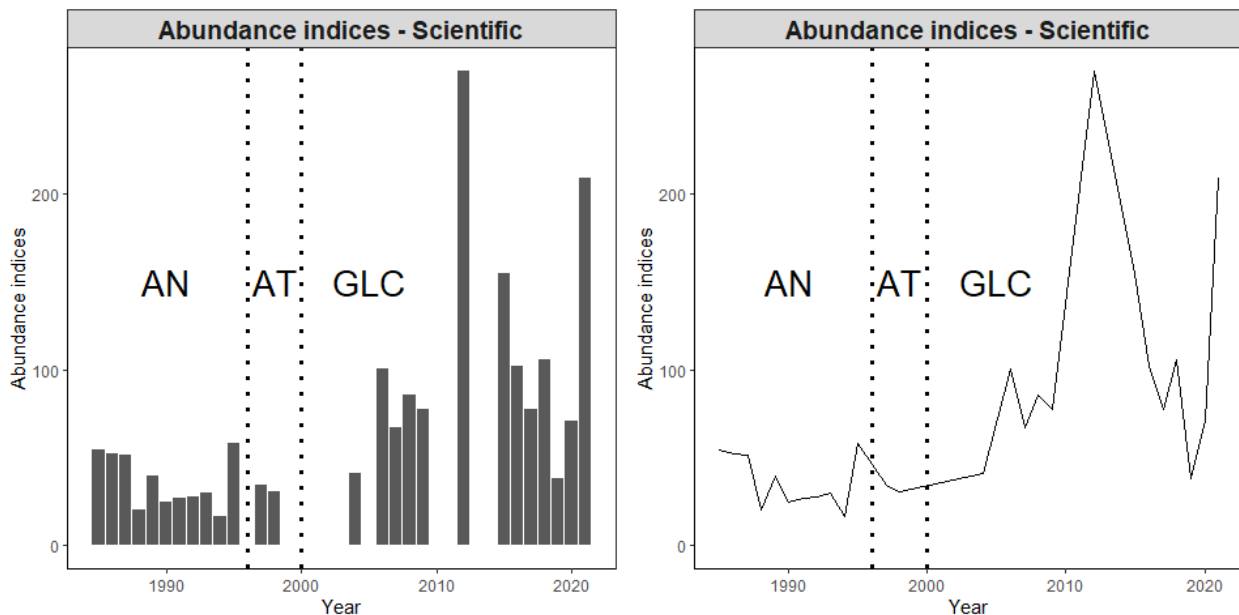 Abundance indices - Scientific
Abundance indices
200
100
0
AN
AT
GLC
1990
2000
2010
2020
Year
Abundance indices - Scientific
Abundance indices
200
100
0
AN
AT
GLC
1990
2000
2010
2020
Year